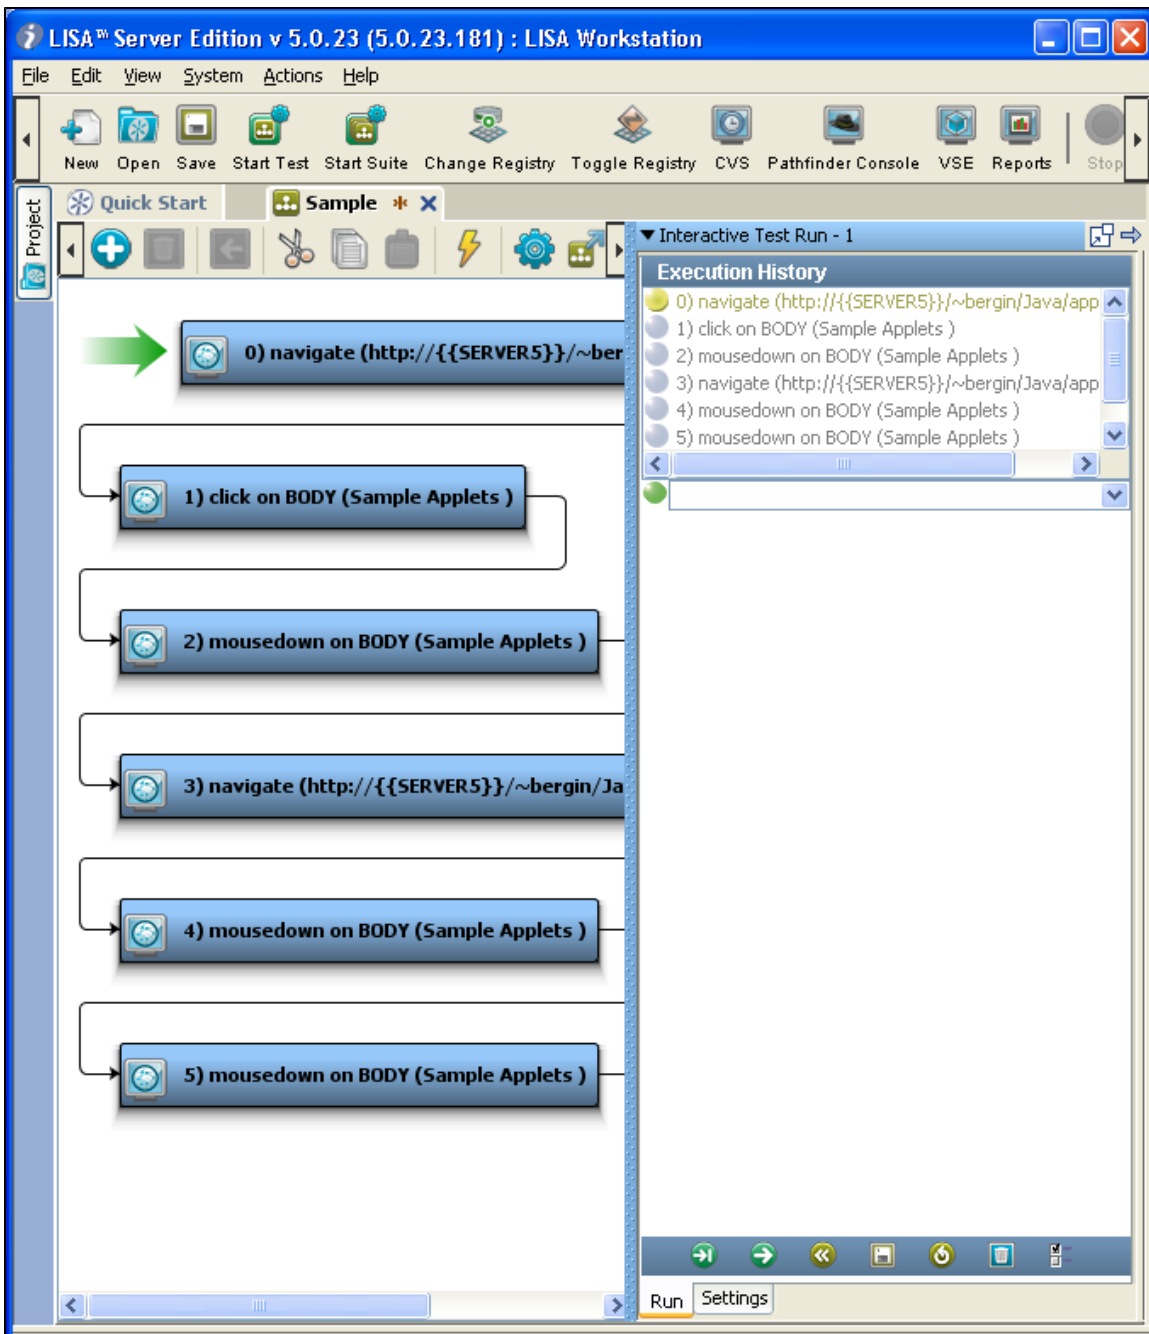 LISA™ Server Edition v 5.0.23 (5.0.23.181) : LISA Workstation
File Edit View System Actions Help
New Open Save Start Test Start Suite Change Registry Toggle Registry CVS Pathfinder Console VSE Reports Stop
Project
Quick Start Sample
Interactive Test Run - 1
Execution History
0) navigate (http://{{SERVER5}}/~bergin/Java/app
1) click on BODY (Sample Applets )
2) mousedown on BODY (Sample Applets )
3) navigate (http://{{SERVER5}}/~bergin/Java/app
4) mousedown on BODY (Sample Applets )
5) mousedown on BODY (Sample Applets )
0) navigate (http://{{SERVER5}}/~ber
1) click on BODY (Sample Applets )
2) mousedown on BODY (Sample Applets )
3) navigate (http://{{SERVER5}}/~bergin/Ja
4) mousedown on BODY (Sample Applets )
5) mousedown on BODY (Sample Applets )
Run Settings